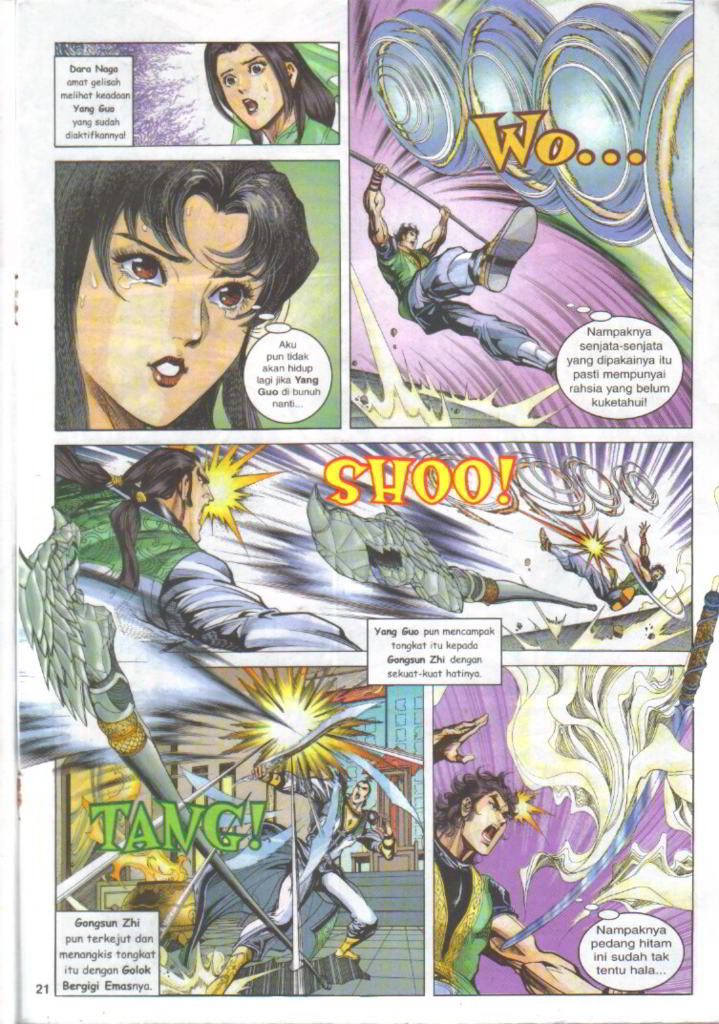 Dara Naga
amat gelisah
melihat keadaan
Yang Guo
yang sudah
diaktifkannya!
Wo...
Aku
pun tidak
akan hidup
lagi jika Yang
Guo di bunuh
nanti...
Nampaknya
senjata-senjata
yang dipakainya itu
pasti mempunyai
rahsia yang belum
kuketahui!
SHOO!
Yang Guo pun mencampak
tongkat itu kepada
Gongsun Zhi dengan
sekuat-kuat hatinya.
TANG!
Gongsun Zhi
pun terkejut dan
menangkis tongkat
itu dengan Golok
Bergigi Emasnya.
Nampaknya
pedang hitam
ini sudah tak
tentu hala...
21